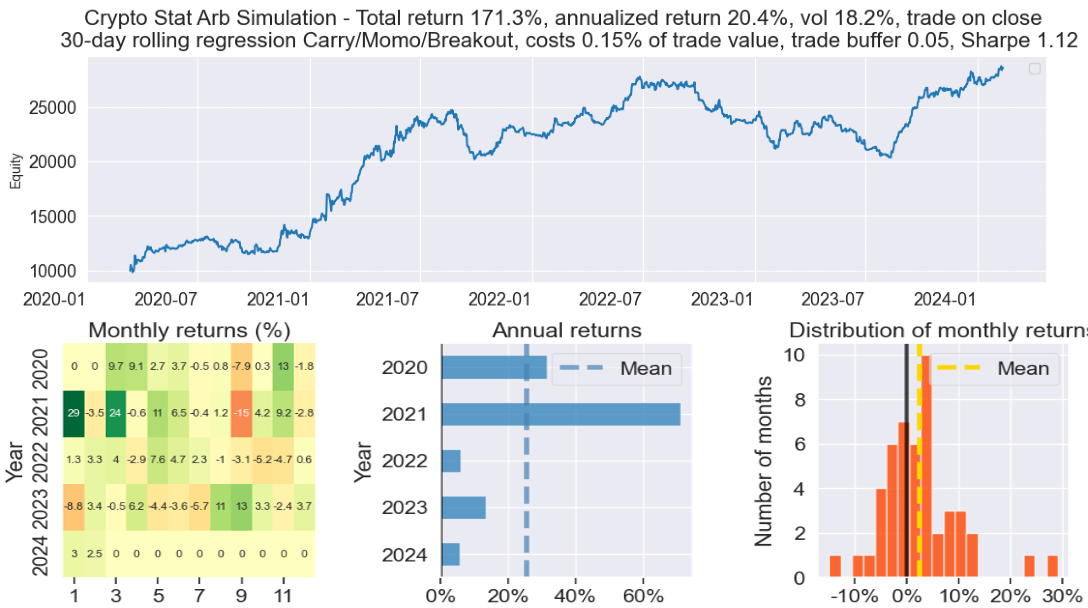 Crypto Stat Arb Simulation - Total return 171.3%, annualized return 20.4%, vol 18.2%, trade on close
30-day rolling regression Carry/Momo/Breakout, costs 0.15% of trade value, trade buffer 0.05, Sharpe 1.12
Equity
25000
20000
15000
10000
2020-01 2020-07 2021-01 2021-07 2022-01 2022-07 2023-01 2023-07 2024-01
Monthly returns (%)
Year
2020 0 0 9.7 9.1 2.7 3.7 -0.5 0.8 -7.9 0.3 13 -1.8
2021 29 -3.5 24 -0.6 11 6.5 -0.4 1.2 -15 4.2 9.2 -2.8
2022 1.3 3.3 4 -2.9 7.6 4.7 2.3 -1 -3.1 -5.2 -4.7 0.6
2023 -8.8 3.4 -0.5 6.2 -4.4 -3.6 -5.7 11 13 3.3 -2.4 3.7
2024 3 2.5 0 0 0 0 0 0 0 0 0 0
1 3 5 7 9 11
Annual returns
Mean
Year
2020
2021
2022
2023
2024
0% 20% 40% 60%
Distribution of monthly returns
Mean
Number of months
10
8
6
4
2
0
-10% 0% 10% 20% 30%